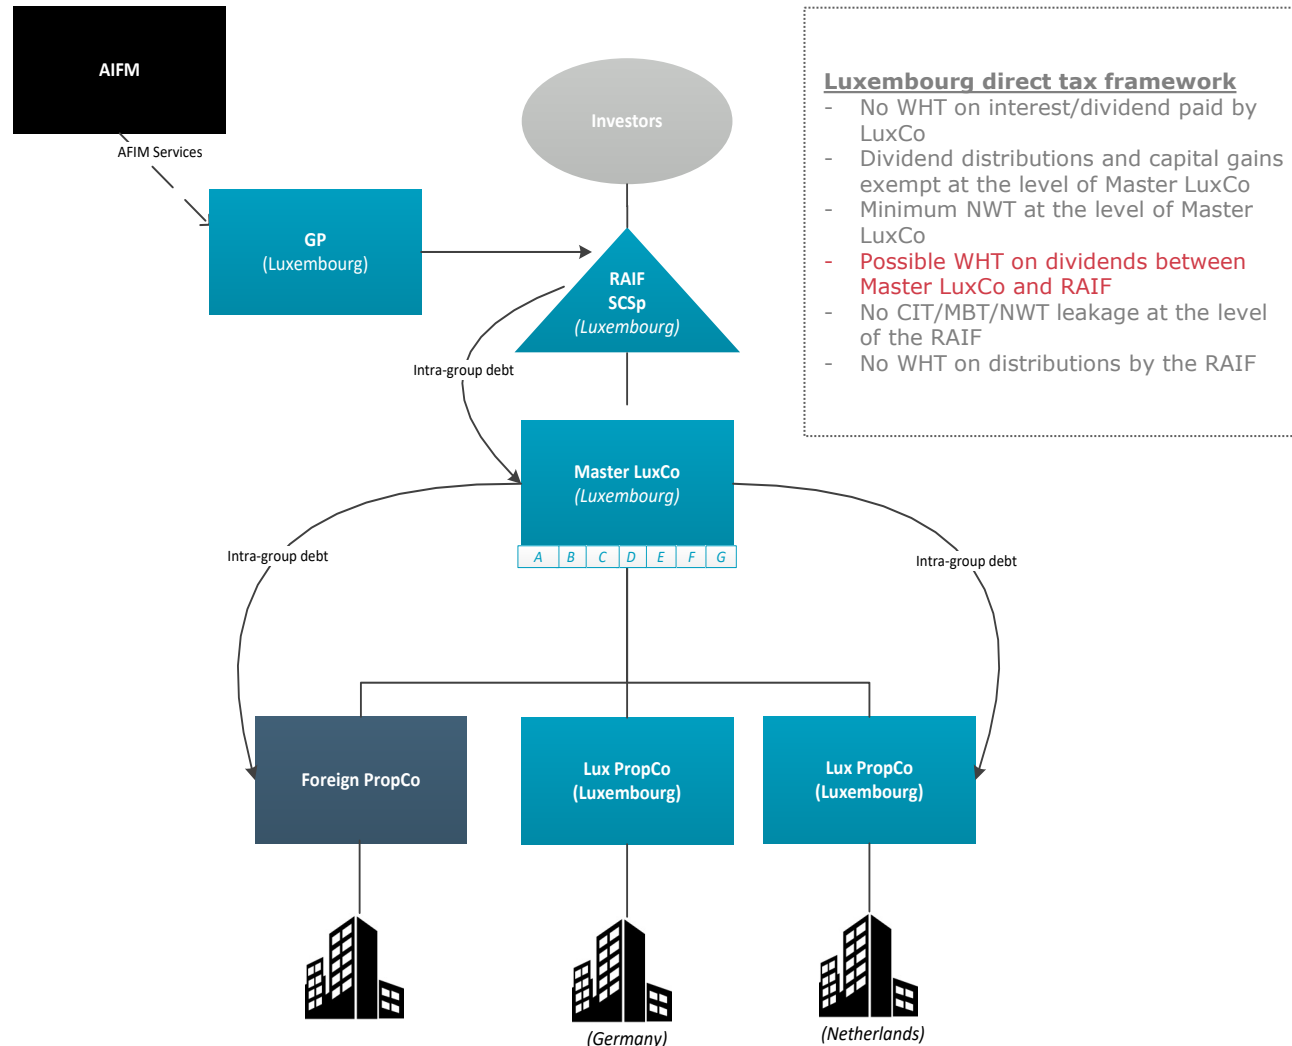 AIFM
AFIM Services
Investors
GP
(Luxembourg)
RAIF
SCSp
(Luxembourg)
Intra-group debt
Master LuxCo
(Luxembourg)
A B C D E F G
Intra-group debt
Intra-group debt
Foreign PropCo
Lux PropCo
(Luxembourg)
Lux PropCo
(Luxembourg)
(Germany)
(Netherlands)
Luxembourg direct tax framework
- No WHT on interest/dividend paid by
LuxCo
- Dividend distributions and capital gains
exempt at the level of Master LuxCo
- Minimum NWT at the level of Master
LuxCo
- Possible WHT on dividends between
Master LuxCo and RAIF
- No CIT/MBT/NWT leakage at the level
of the RAIF
- No WHT on distributions by the RAIF